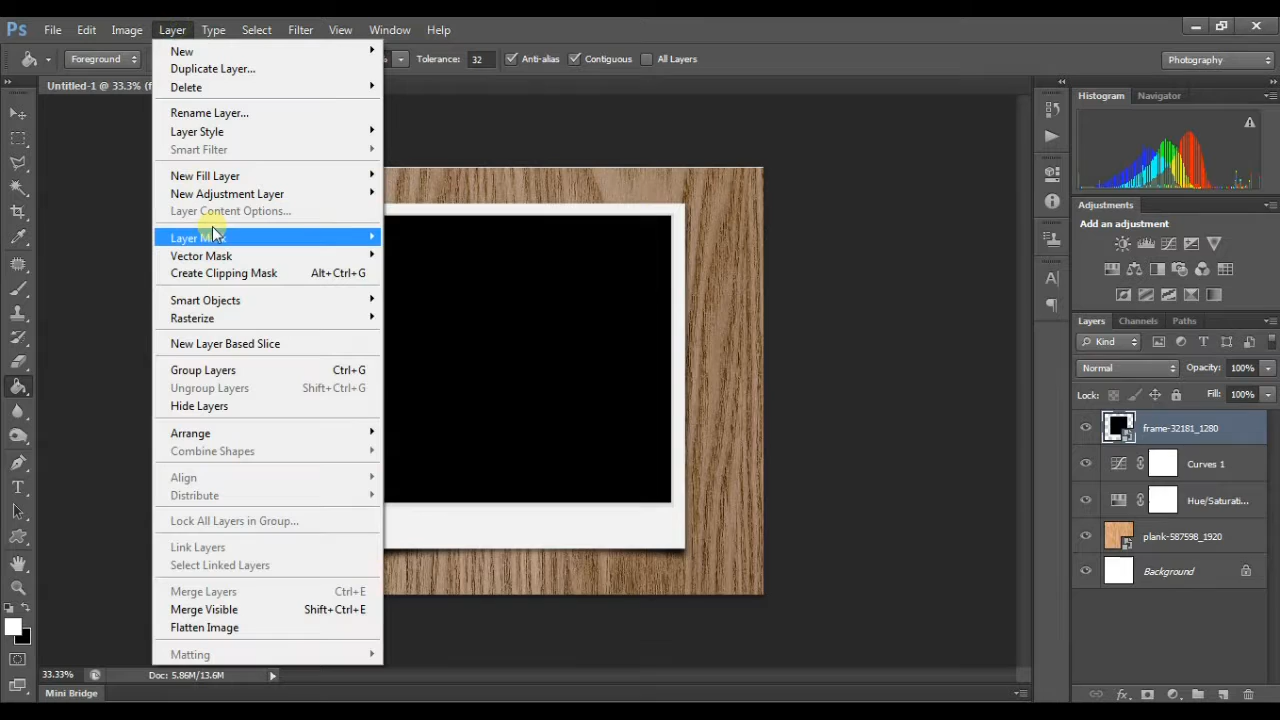 Ps File Edit Image Layer Type Select Filter View Window Help
Foreground Tolerance: 32 Anti-alias Contiguous All Layers Photography
Untitled-1 @ 33.3%
New
Duplicate Layer...
Delete
Rename Layer...
Layer Style
Smart Filter
New Fill Layer
New Adjustment Layer
Layer Content Options...
Layer
Vector Mask
Create Clipping Mask Alt+Ctrl+G
Smart Objects
Rasterize
New Layer Based Slice
Group Layers Ctrl+G
Ungroup Layers Shift+Ctrl+G
Hide Layers
Arrange
Combine Shapes
Align
Distribute
Lock All Layers in Group...
Link Layers
Select Linked Layers
Merge Layers Ctrl+E
Merge Visible Shift+Ctrl+E
Flatten Image
Matting
Histogram Navigator
Adjustments
Add an adjustment
Layers Channels Paths
Kind
Normal Opacity: 100%
Lock: Fill: 100%
frame-32181_1280
Curves 1
Hue/Saturati...
plank-587598_1920
Background
33.33% Doc: 5.86M/13.6M
Mini Bridge